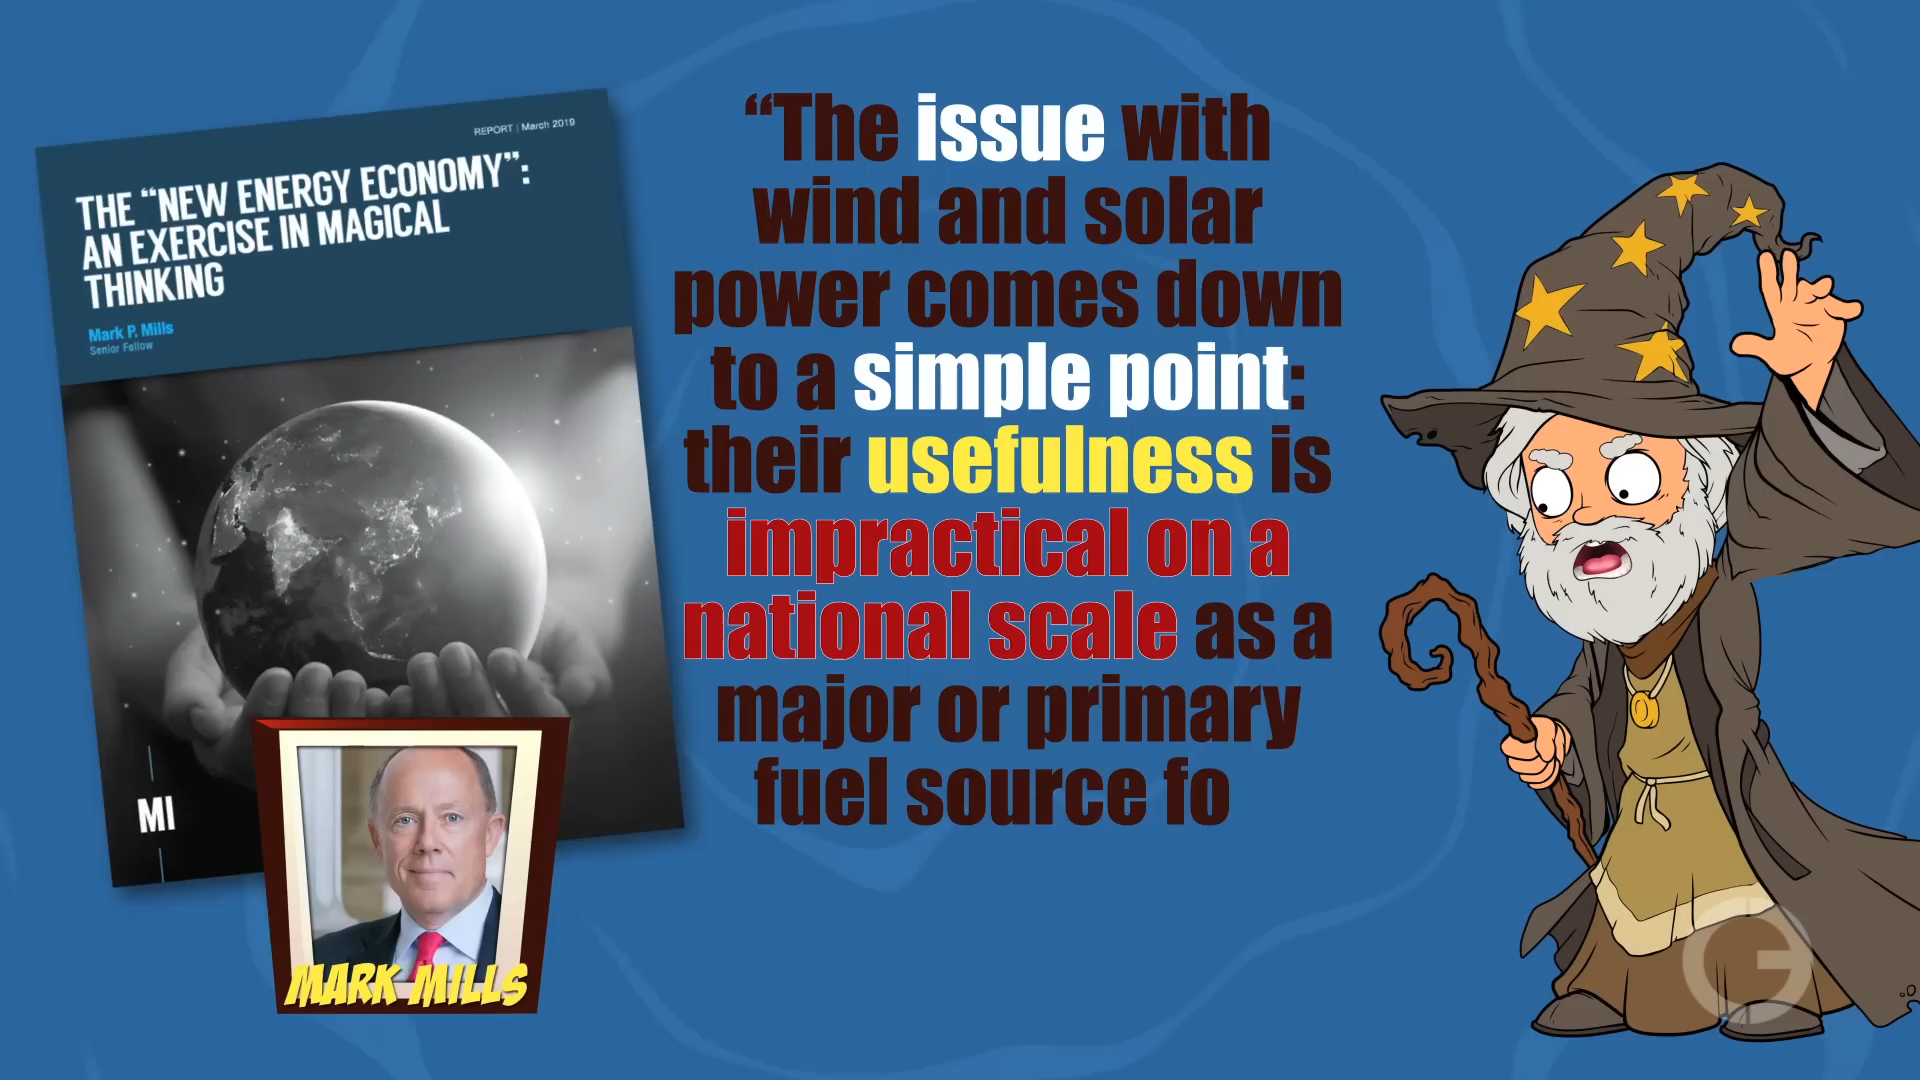 REPORT | March 2019
THE “NEW ENERGY ECONOMY”:
AN EXERCISE IN MAGICAL
THINKING
Mark P. Mills
Senior Fellow
MI
MARK MILLS
“The issue with
wind and solar
power comes down
to a simple point:
their usefulness is
impractical on a
national scale as a
major or primary
fuel source fo